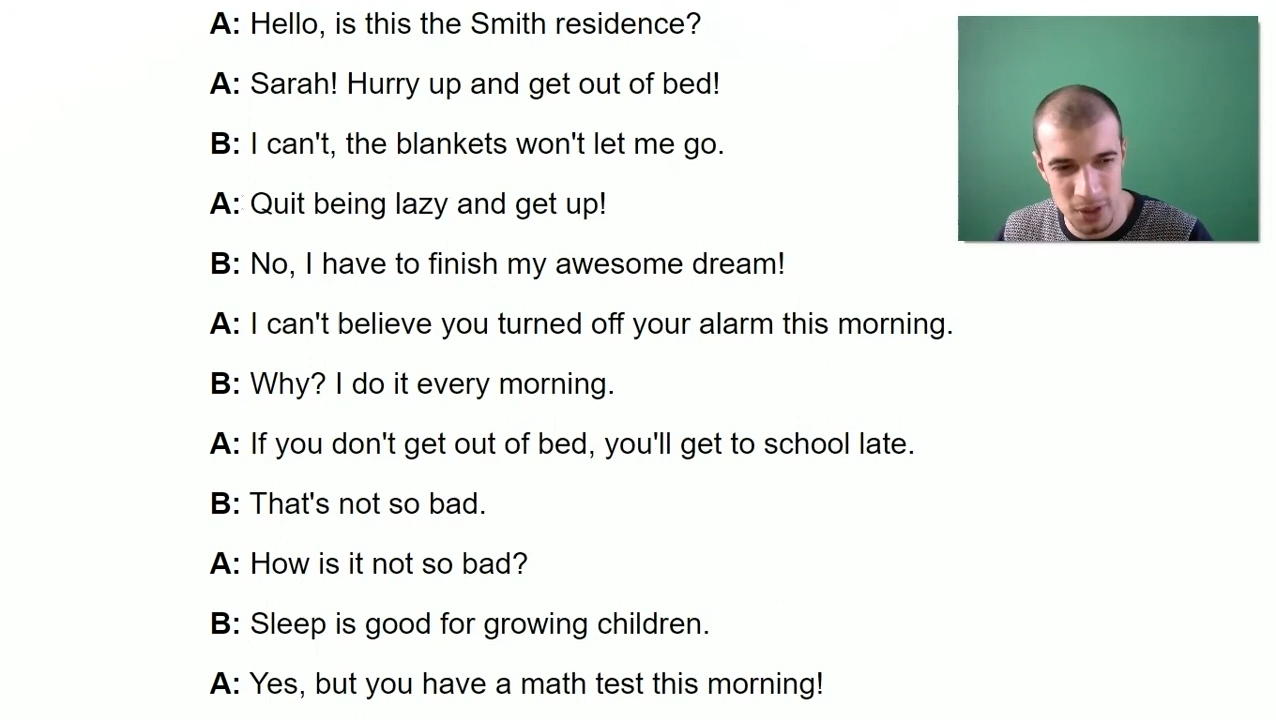 A: Hello, is this the Smith residence?
A: Sarah! Hurry up and get out of bed!
B: I can't, the blankets won't let me go.
A: Quit being lazy and get up!
B: No, I have to finish my awesome dream!
A: I can't believe you turned off your alarm this morning.
B: Why? I do it every morning.
A: If you don't get out of bed, you'll get to school late.
B: That's not so bad.
A: How is it not so bad?
B: Sleep is good for growing children.
A: Yes, but you have a math test this morning!